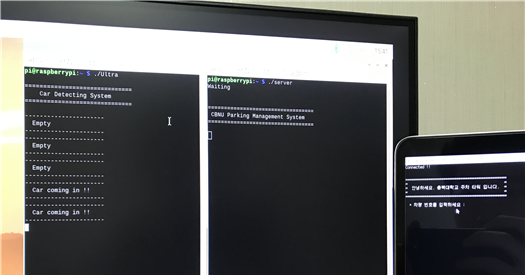 15:41
pi@raspberrypi:~ $ ./Ultra
==============================
Car Detecting System
==============================
----------------------
Empty
----------------------
Empty
----------------------
Empty
----------------------
Car coming in !!
----------------------
Car coming in !!
----------------------
pi@raspberrypi:~ $ ./server
Waiting
==============================
CBNU Parking Management System
==============================
Connected !!
안녕하세요. 충북대학교 주차 타워 입니다.
* 차량 번호를 입력하세요 :